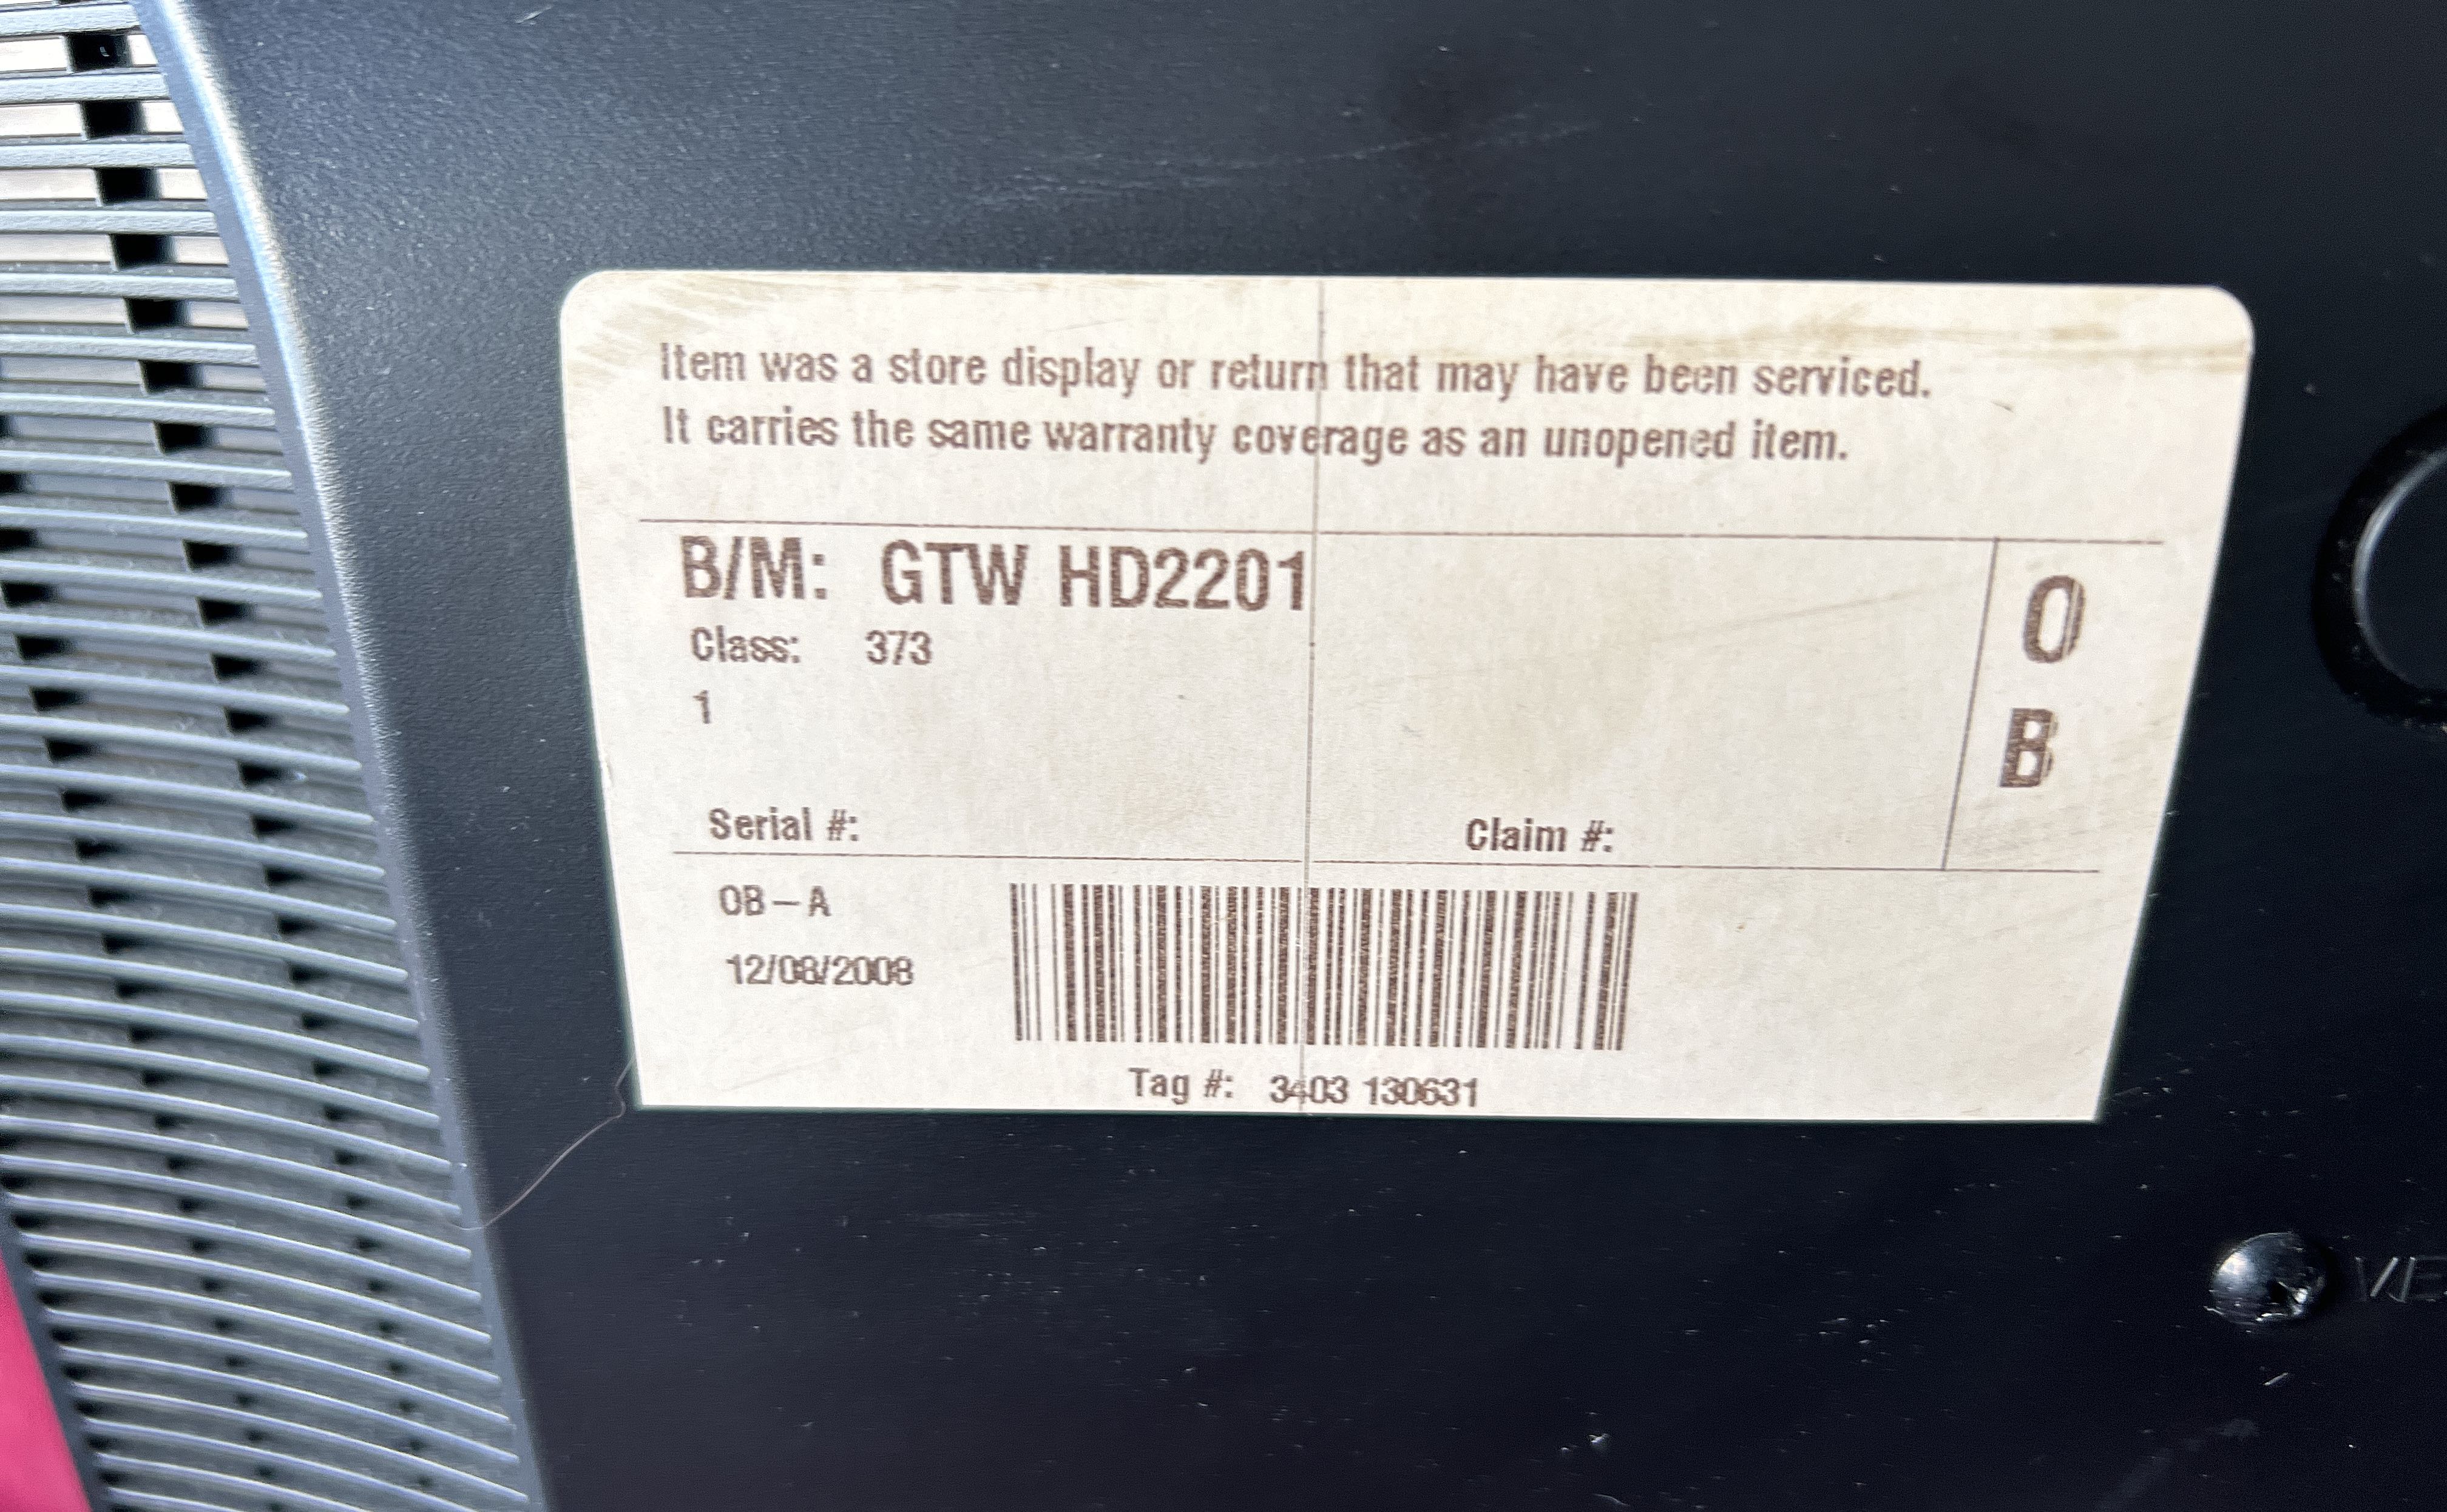 Item was a store display or return that may have been serviced.
It carries the same warranty coverage as an unopened item.
B/M: GTW HD2201
Class: 373
1
O
B
Serial #:
Claim #:
OB-A
12/08/2008
Tag #: 3403 130631